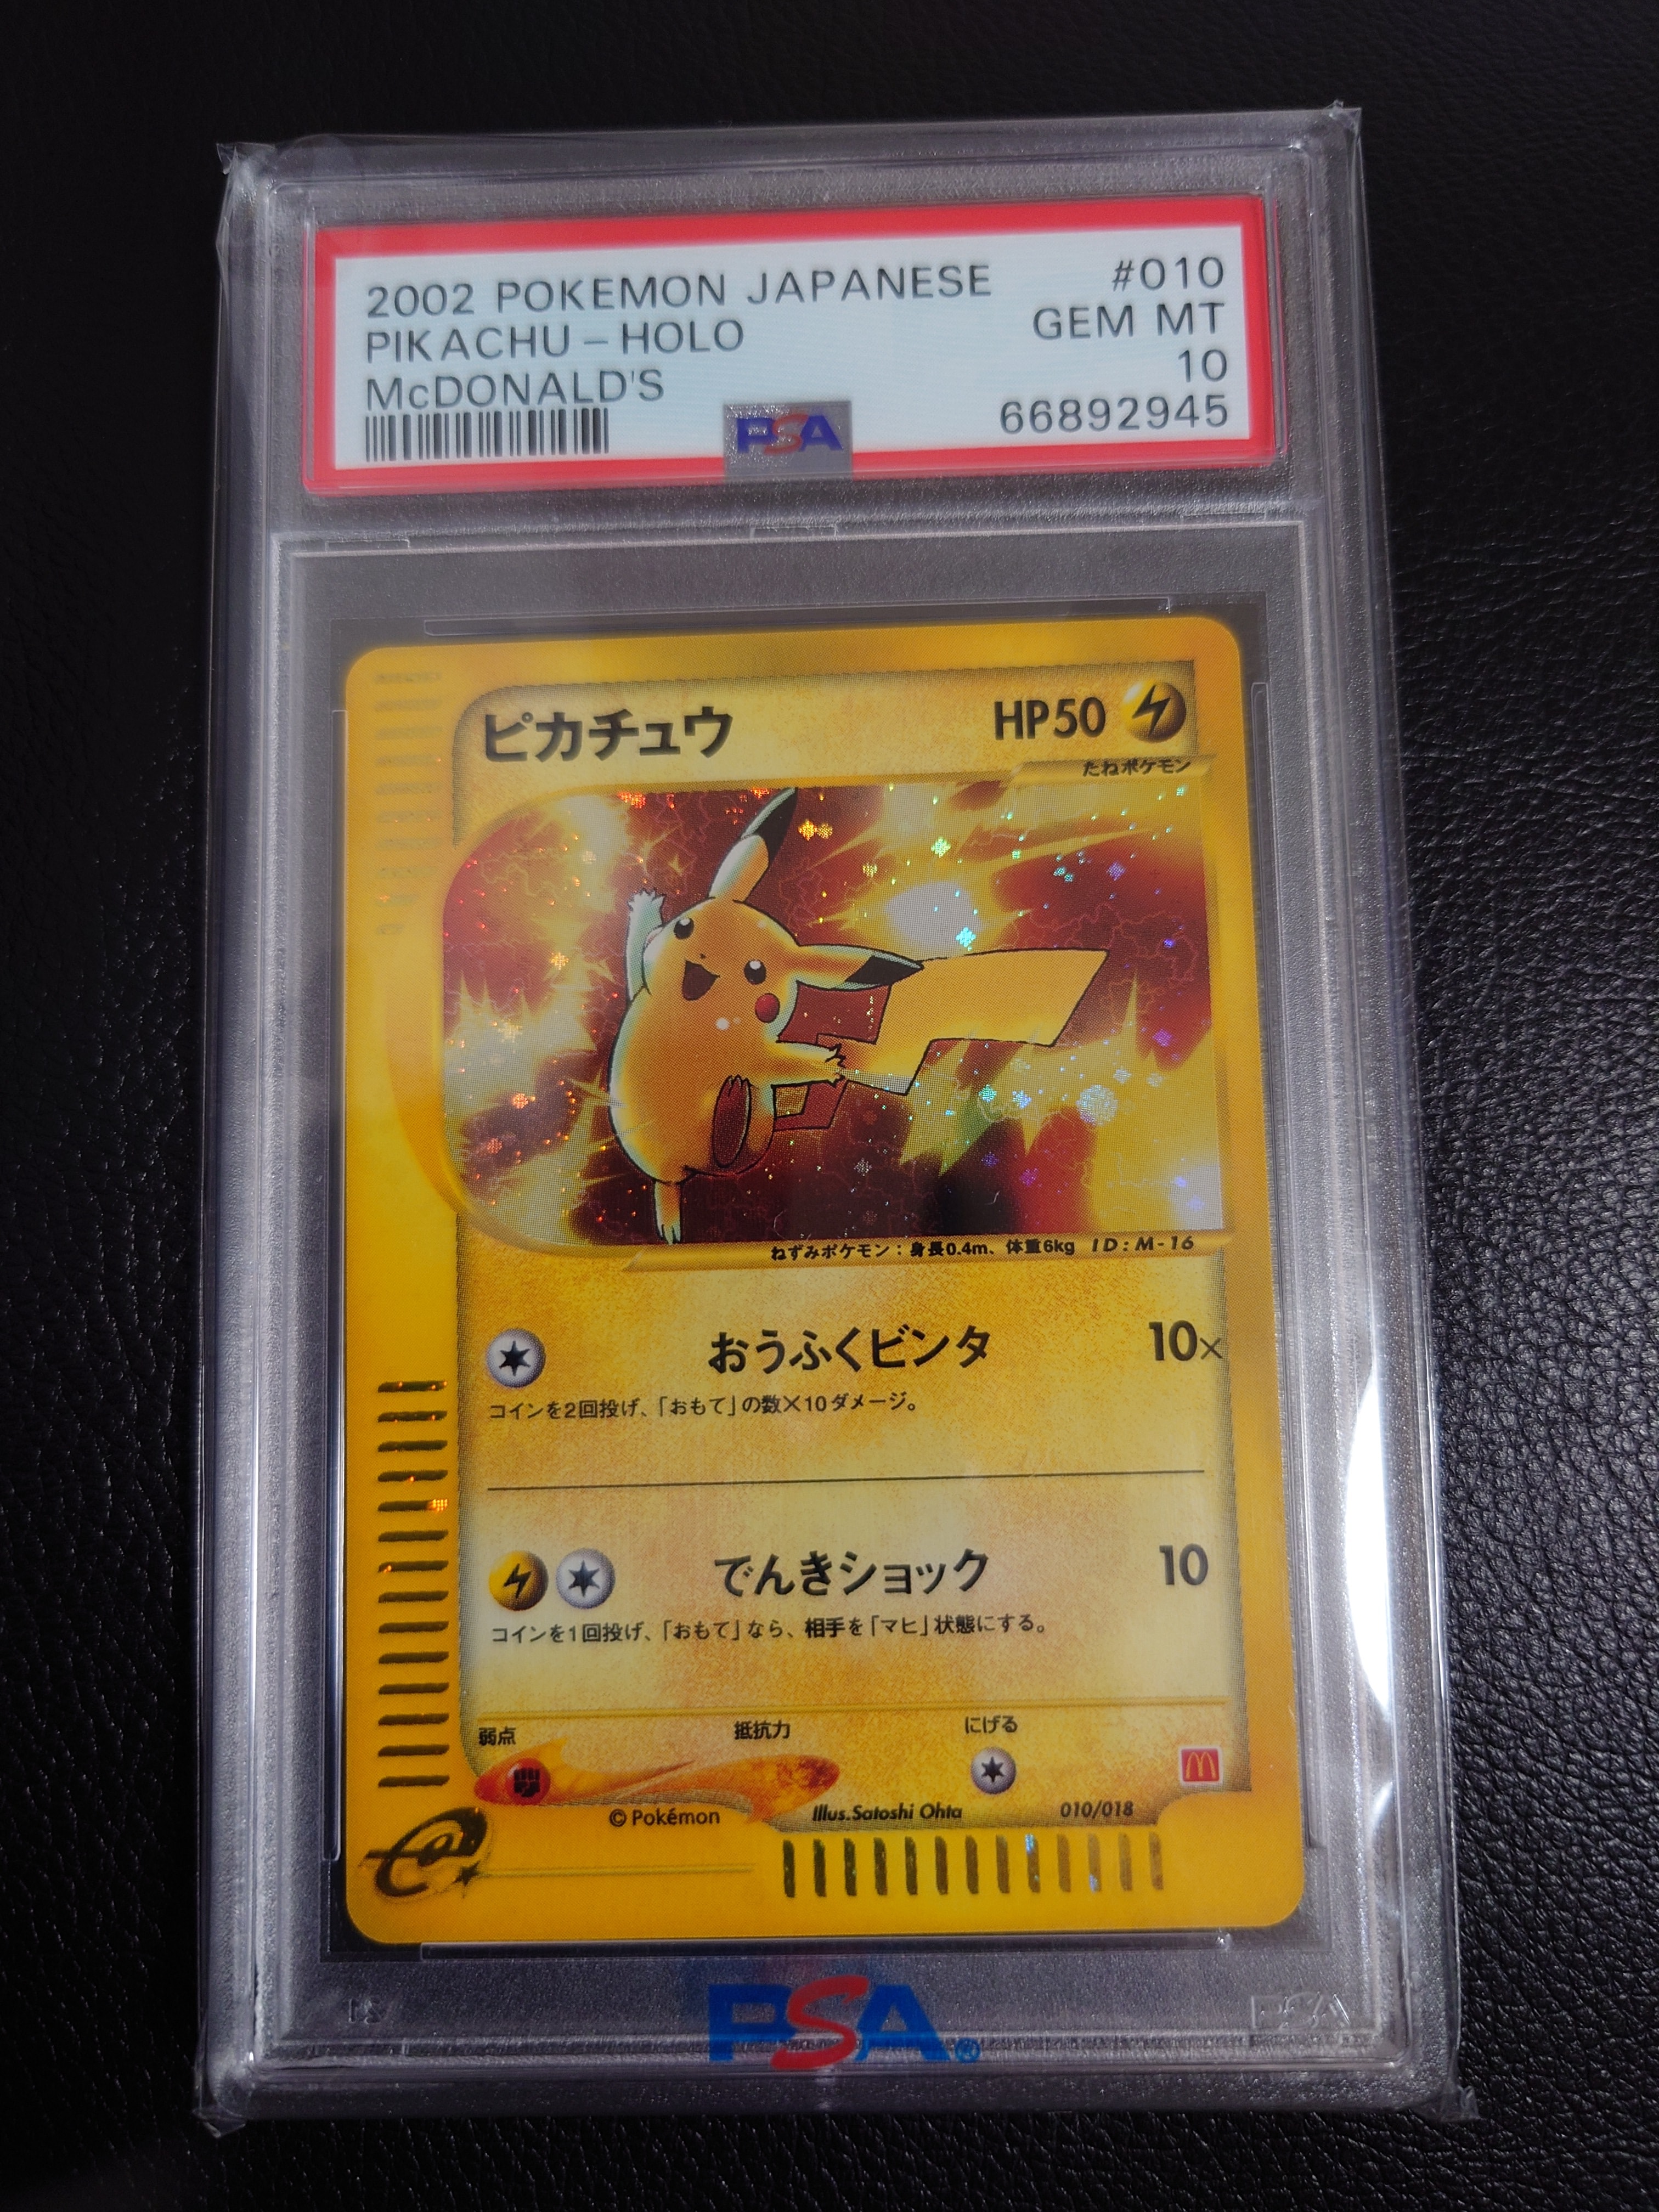 2002 POKEMON JAPANESE #010
PIKACHU - HOLO GEM MT
McDONALD'S 10
PSA 66892945
ピカチュウ HP50
たねポケモン
ねずみポケモン：身長0.4m、体重6kg ID:M-16
おうふくビンタ 10×
コインを2回投げ、「おもて」の数×10ダメージ。
でんきショック 10
コインを1回投げ、「おもて」なら、相手を「マヒ」状態にする。
弱点 抵抗力 にげる
© Pokémon Illus.Satoshi Ohta 010/018
e
PSA
PSA®